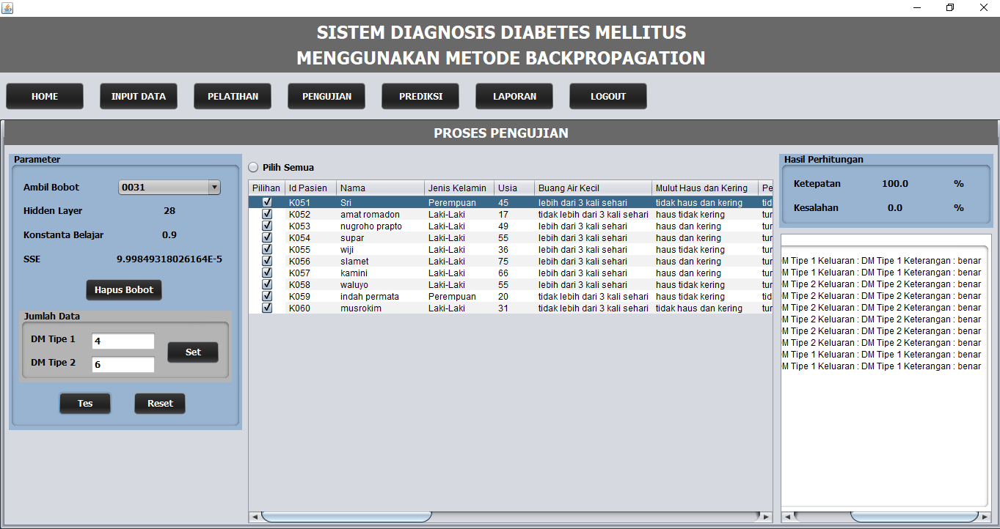 SISTEM DIAGNOSIS DIABETES MELLITUS
MENGGUNAKAN METODE BACKPROPAGATION
HOME INPUT DATA PELATIHAN PENGUJIAN PREDIKSI LAPORAN LOGOUT
PROSES PENGUJIAN
Parameter
Ambil Bobot 0031
Hidden Layer 28
Konstanta Belajar 0.9
SSE 9.99849318026164E-5
Hapus Bobot
Jumlah Data
DM Tipe 1 4
DM Tipe 2 6
Set
Tes Reset
Pilih Semua
Pilihan Id Pasien Nama Jenis Kelamin Usia Buang Air Kecil Mulut Haus dan Kering Pe
K051 Sri Perempuan 45 lebih dari 3 kali sehari tidak haus dan kering tid
K052 amat romadon Laki-Laki 17 tidak lebih dari 3 kali sehari haus tidak kering tur
K053 nugroho prapto Laki-Laki 49 lebih dari 3 kali sehari haus dan kering tur
K054 supar Laki-Laki 55 lebih dari 3 kali sehari haus dan kering tur
K055 wiji Laki-Laki 36 lebih dari 3 kali sehari haus tidak kering tur
K056 slamet Laki-Laki 75 lebih dari 3 kali sehari haus dan kering tur
K057 kamini Laki-Laki 66 lebih dari 3 kali sehari haus dan kering tur
K058 waluyo Laki-Laki 55 lebih dari 3 kali sehari haus tidak kering tur
K059 indah permata Perempuan 20 tidak lebih dari 3 kali sehari haus tidak kering tid
K060 musrokim Laki-Laki 31 tidak lebih dari 3 kali sehari tidak haus dan kering tur
Hasil Perhitungan
Ketepatan 100.0 %
Kesalahan 0.0 %
M Tipe 1 Keluaran : DM Tipe 1 Keterangan : benar
M Tipe 1 Keluaran : DM Tipe 1 Keterangan : benar
M Tipe 2 Keluaran : DM Tipe 2 Keterangan : benar
M Tipe 2 Keluaran : DM Tipe 2 Keterangan : benar
M Tipe 2 Keluaran : DM Tipe 2 Keterangan : benar
M Tipe 2 Keluaran : DM Tipe 2 Keterangan : benar
M Tipe 2 Keluaran : DM Tipe 2 Keterangan : benar
M Tipe 2 Keluaran : DM Tipe 2 Keterangan : benar
M Tipe 1 Keluaran : DM Tipe 1 Keterangan : benar
M Tipe 1 Keluaran : DM Tipe 1 Keterangan : benar